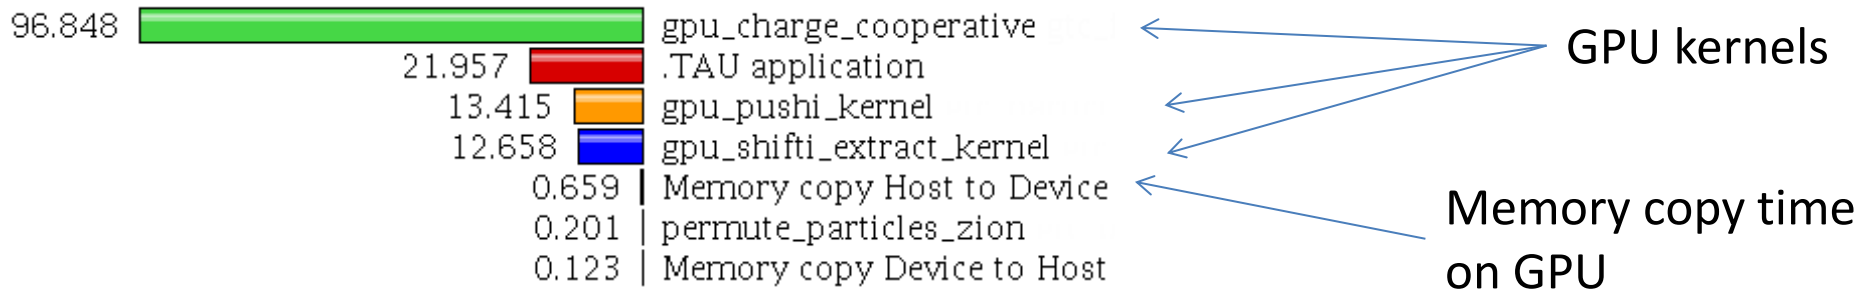 96.848 gpu_charge_cooperative
21.957 .TAU application
13.415 gpu_pushi_kernel
12.658 gpu_shifti_extract_kernel
0.659 Memory copy Host to Device
0.201 permute_particles_zion
0.123 Memory copy Device to Host
GPU kernels
Memory copy time
on GPU